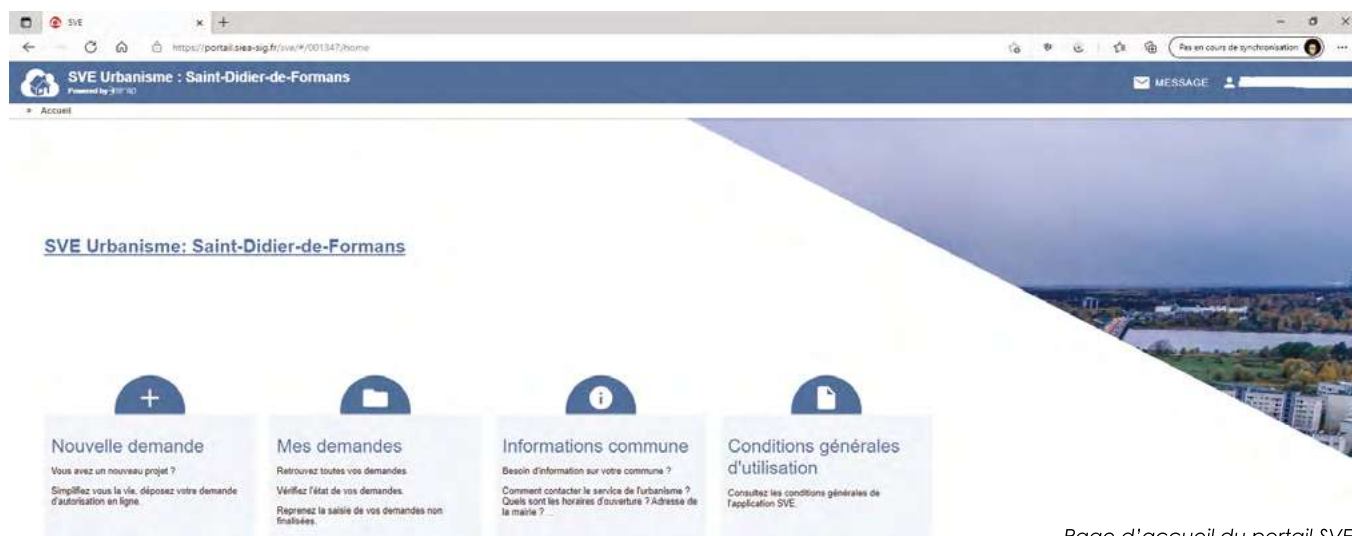 SVE
https://portail.siea-sig.fr/sve/#/001347/home
Pas en cours de synchronisation
SVE Urbanisme : Saint-Didier-de-Formans
Powered by
MESSAGE
» Accueil
SVE Urbanisme: Saint-Didier-de-Formans
Nouvelle demande
Vous avez un nouveau projet ?
Simplifiez vous la vie, déposez votre demande
d'autorisation en ligne.
Mes demandes
Retrouvez toutes vos demandes
Vérifiez l'état de vos demandes.
Reprenez la saisie de vos demandes non
finalisées.
Informations commune
Besoin d'information sur votre commune ?
Comment contacter le service de l'urbanisme ?
Quels sont les horaires d'ouverture ? Adresse de
la mairie ? ...
Conditions générales
d'utilisation
Consultez les conditions générales de
l'application SVE.
Page d'accueil du portail SVE